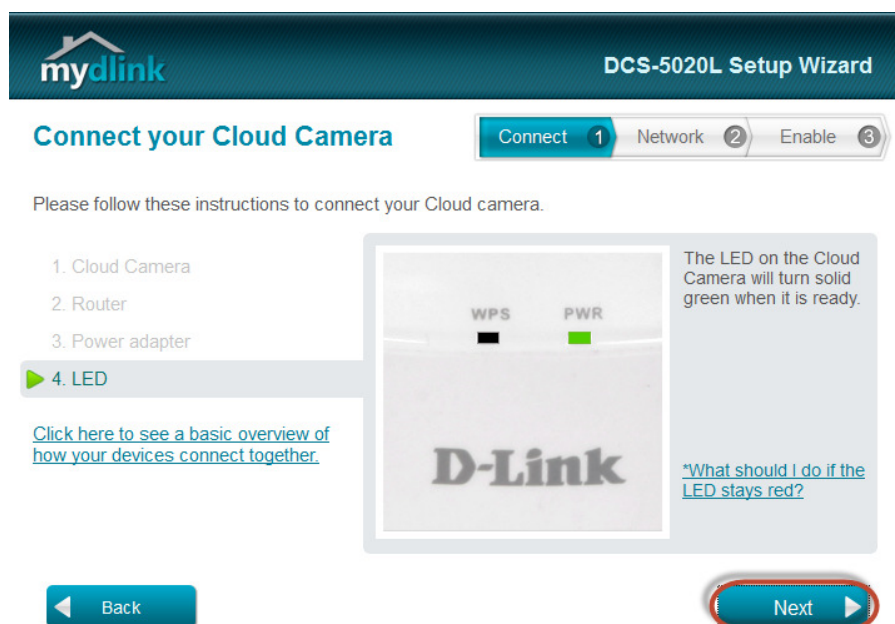 mydlink
DCS-5020L Setup Wizard
Connect your Cloud Camera
Connect 1 Network 2 Enable 3
Please follow these instructions to connect your Cloud camera.
1. Cloud Camera
2. Router
3. Power adapter
4. LED
Click here to see a basic overview of
how your devices connect together.
WPS PWR
D-Link
The LED on the Cloud
Camera will turn solid
green when it is ready.
*What should I do if the
LED stays red?
Back
Next